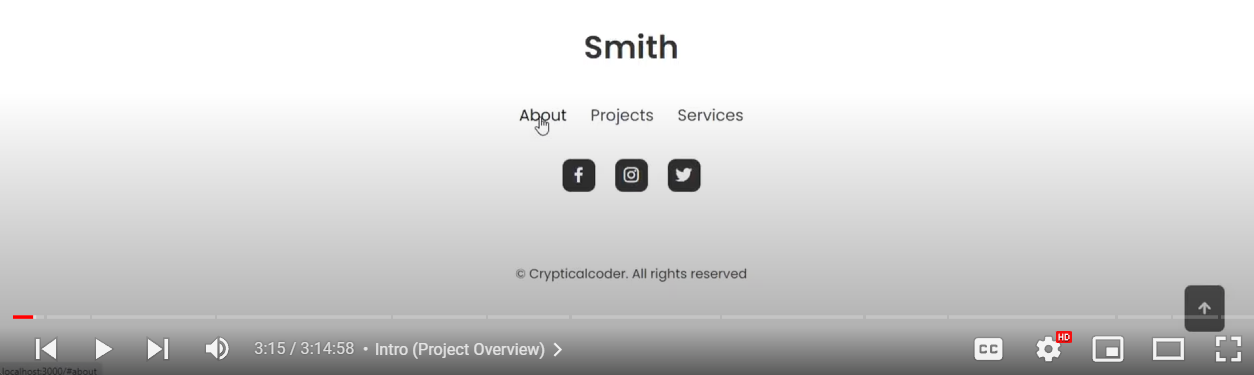 Smith
About Projects Services
© Crypticalcoder. All rights reserved
3:15 / 3:14:58 • Intro (Project Overview)
CC
HD
localhost:3000/#about